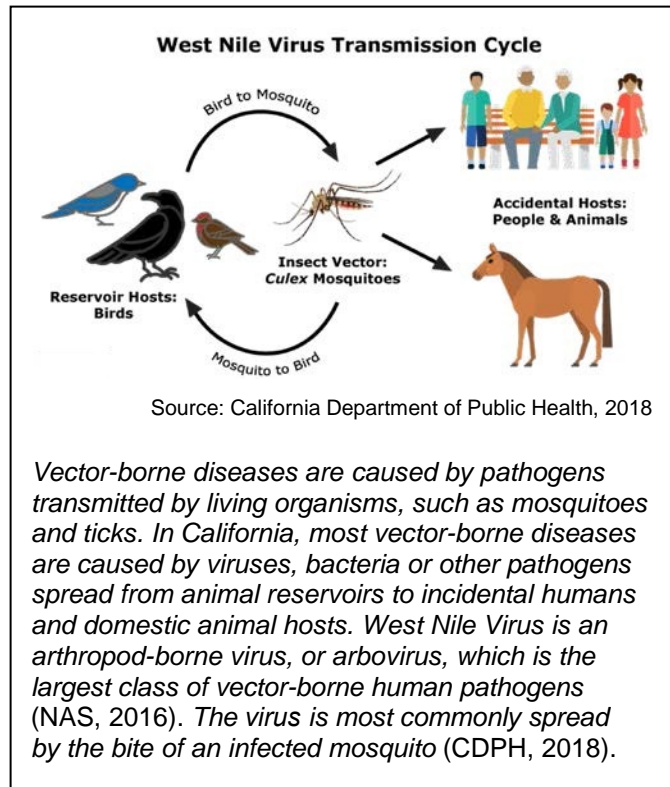 West Nile Virus Transmission Cycle
Bird to Mosquito
Accidental Hosts:
People & Animals
Insect Vector:
Culex Mosquitoes
Reservoir Hosts:
Birds
Mosquito to Bird
Source: California Department of Public Health, 2018
Vector-borne diseases are caused by pathogens
transmitted by living organisms, such as mosquitoes
and ticks. In California, most vector-borne diseases
are caused by viruses, bacteria or other pathogens
spread from animal reservoirs to incidental humans
and domestic animal hosts. West Nile Virus is an
arthropod-borne virus, or arbovirus, which is the
largest class of vector-borne human pathogens
(NAS, 2016). The virus is most commonly spread
by the bite of an infected mosquito (CDPH, 2018).